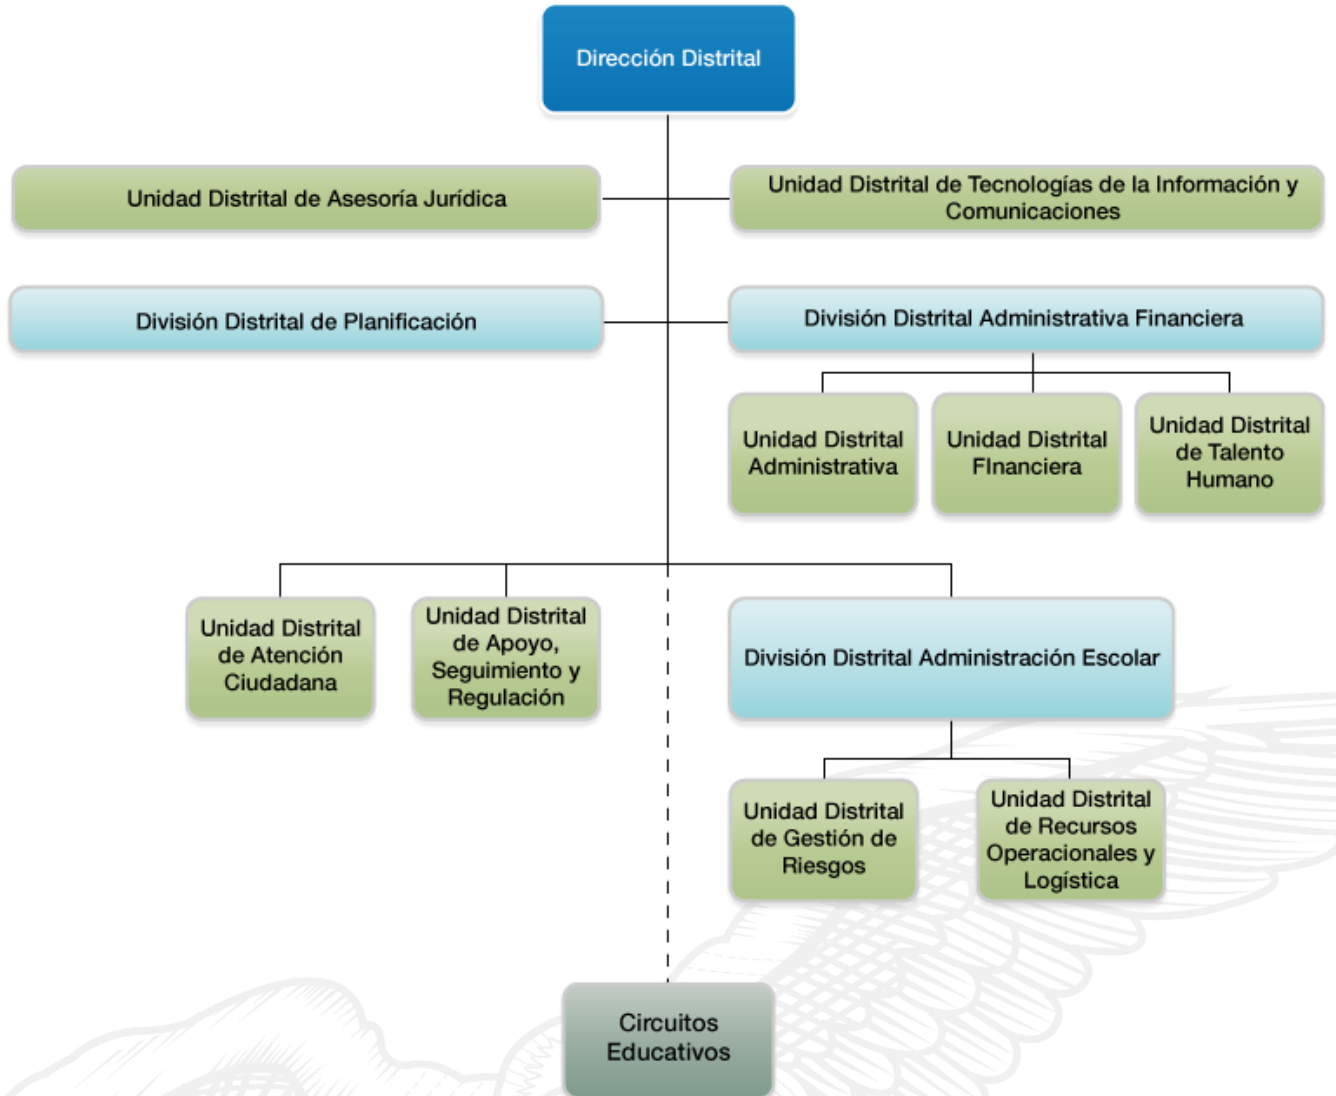 Dirección Distrital
Unidad Distrital de Asesoría Jurídica
Unidad Distrital de Tecnologías de la Información y
Comunicaciones
División Distrital de Planificación
División Distrital Administrativa Financiera
Unidad Distrital
Administrativa
Unidad Distrital
FInanciera
Unidad Distrital
de Talento
Humano
Unidad Distrital
de Atención
Ciudadana
Unidad Distrital
de Apoyo,
Seguimiento y
Regulación
División Distrital Administración Escolar
Unidad Distrital
de Gestión de
Riesgos
Unidad Distrital
de Recursos
Operacionales y
Logística
Circuitos
Educativos